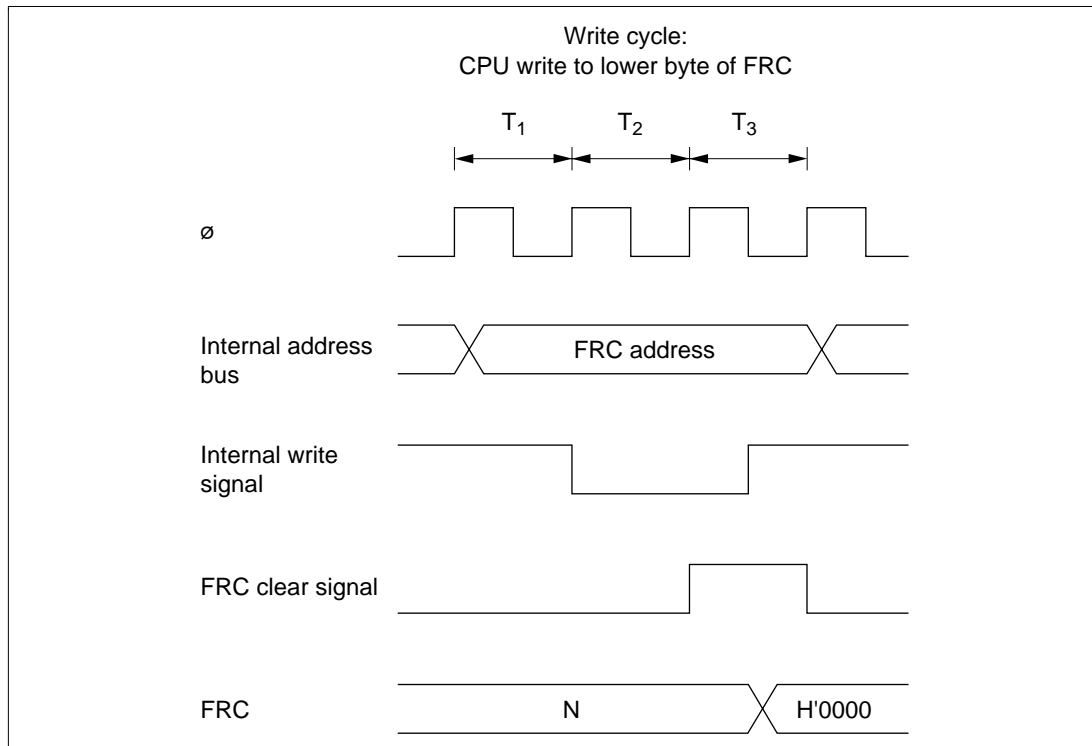 Write cycle:
CPU write to lower byte of FRC
T1 T2 T3
ø
Internal address
bus
FRC address
Internal write
signal
FRC clear signal
FRC
N
H'0000